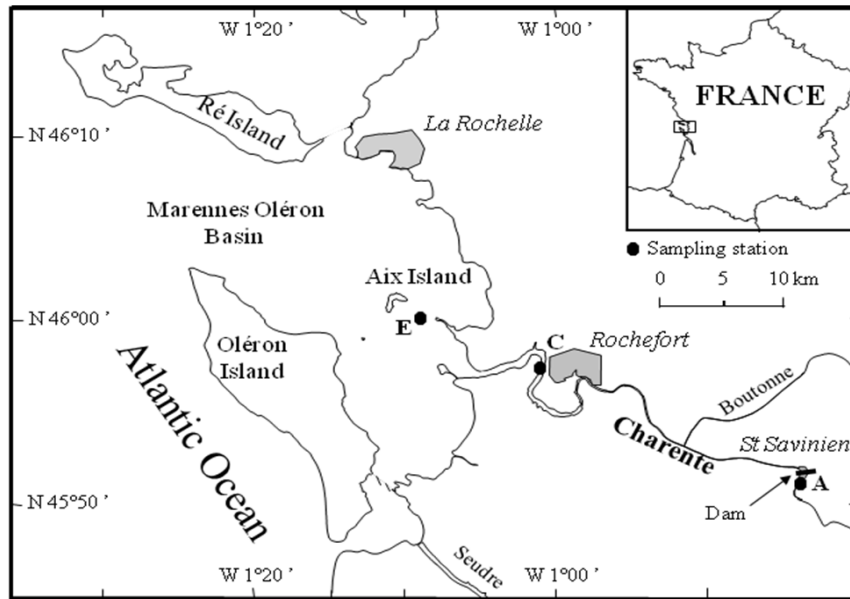 W 1°20 ’
W 1°00 ’
FRANCE
Ré Island
La Rochelle
N 46°10 ’
Marennes Oléron
Basin
Sampling station
0 5 10 km
Aix Island
N 46°00 ’
E
C
Rochefort
Oléron
Island
Atlantic Ocean
Boutonne
Charente
St Savinien
A
Dam
N 45°50 ’
Seudre
W 1°20 ’
W 1°00 ’